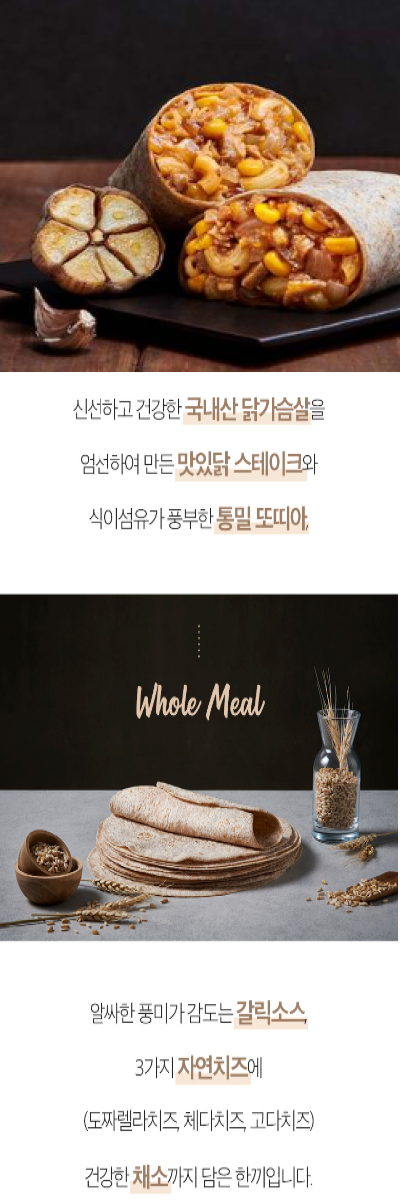 신선하고 건강한 국내산 닭가슴살을
엄선하여 만든 맛있닭 스테이크와
식이섬유가 풍부한 통밀 또띠아,
Whole Meal
알싸한 풍미가 감도는 갈릭소스,
3가지 자연치즈에
(도짜렐라치즈, 체다치즈, 고다치즈)
건강한 채소까지 담은 한끼입니다.